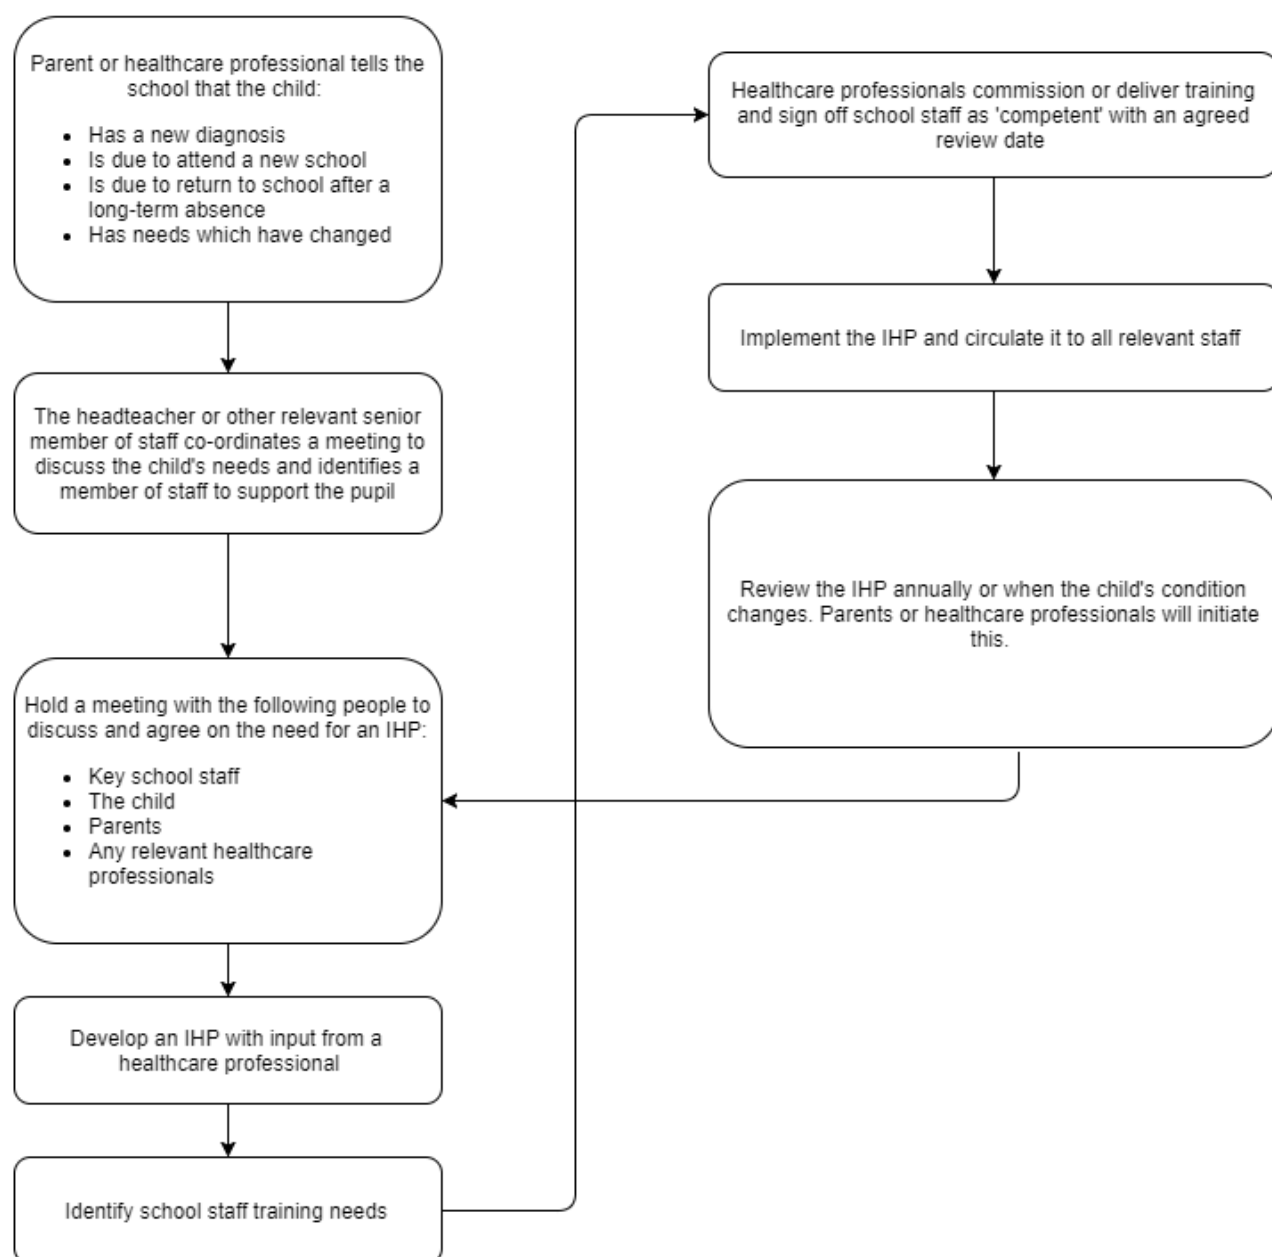 Parent or healthcare professional tells the
school that the child:
• Has a new diagnosis
• Is due to attend a new school
• Is due to return to school after a
long-term absence
• Has needs which have changed
The headteacher or other relevant senior
member of staff co-ordinates a meeting to
discuss the child's needs and identifies a
member of staff to support the pupil
Hold a meeting with the following people to
discuss and agree on the need for an IHP:
• Key school staff
• The child
• Parents
• Any relevant healthcare
professionals
Develop an IHP with input from a
healthcare professional
Identify school staff training needs
Healthcare professionals commission or deliver training
and sign off school staff as 'competent' with an agreed
review date
Implement the IHP and circulate it to all relevant staff
Review the IHP annually or when the child's condition
changes. Parents or healthcare professionals will initiate
this.